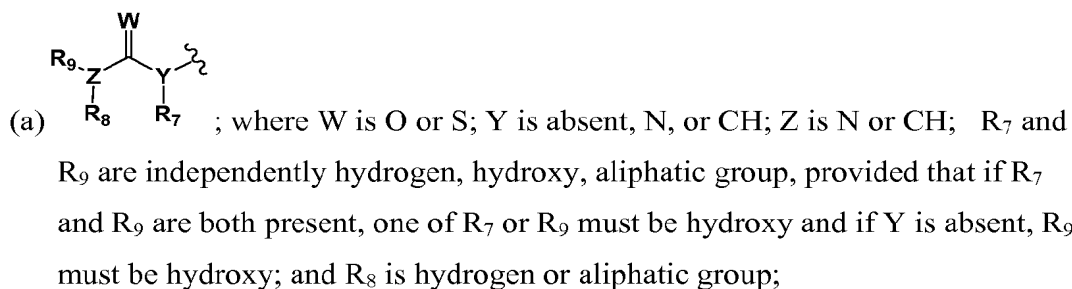 W
R₉ Z Y
R₈ R₇
(a) ; where W is O or S; Y is absent, N, or CH; Z is N or CH; R₇ and
R₉ are independently hydrogen, hydroxy, aliphatic group, provided that if R₇
and R₉ are both present, one of R₇ or R₉ must be hydroxy and if Y is absent, R₉
must be hydroxy; and R₈ is hydrogen or aliphatic group;